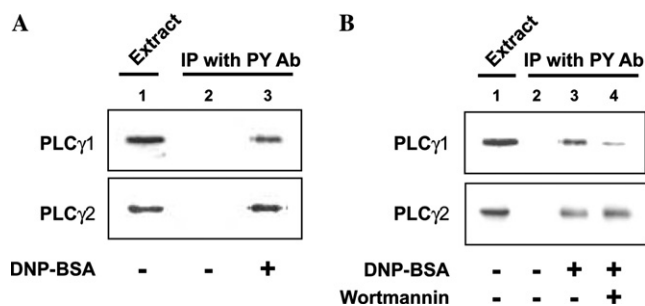 A
Extract
IP with PY Ab
1 2 3
PLCγ1
PLCγ2
DNP-BSA - - +
B
Extract
IP with PY Ab
1 2 3 4
PLCγ1
PLCγ2
DNP-BSA - - + +
Wortmannin +